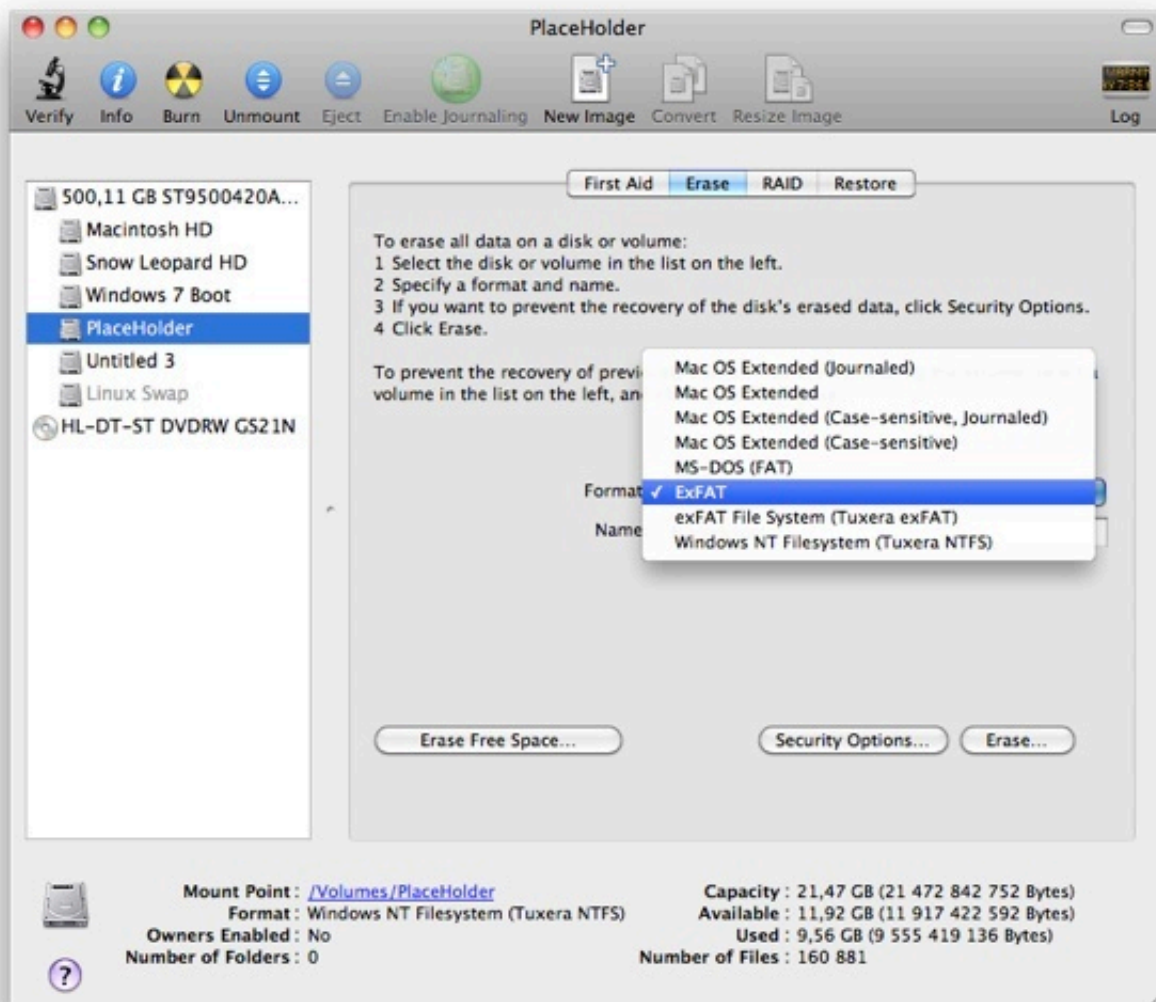 PlaceHolder
Verify Info Burn Unmount Eject Enable Journaling New Image Convert Resize Image Log
500,11 GB ST9500420A...
Macintosh HD
Snow Leopard HD
Windows 7 Boot
PlaceHolder
Untitled 3
Linux Swap
HL-DT-ST DVDRW GS21N
First Aid Erase RAID Restore
To erase all data on a disk or volume:
1 Select the disk or volume in the list on the left.
2 Specify a format and name.
3 If you want to prevent the recovery of the disk's erased data, click Security Options.
4 Click Erase.
To prevent the recovery of previ
volume in the list on the left, an
Mac OS Extended (Journaled)
Mac OS Extended
Mac OS Extended (Case-sensitive, Journaled)
Mac OS Extended (Case-sensitive)
MS-DOS (FAT)
Format ✓ ExFAT
exFAT File System (Tuxera exFAT)
Name
Windows NT Filesystem (Tuxera NTFS)
Erase Free Space... Security Options... Erase...
Mount Point : /Volumes/PlaceHolder
Format : Windows NT Filesystem (Tuxera NTFS)
Owners Enabled : No
Number of Folders : 0
Capacity : 21,47 GB (21 472 842 752 Bytes)
Available : 11,92 GB (11 917 422 592 Bytes)
Used : 9,56 GB (9 555 419 136 Bytes)
Number of Files : 160 881
?